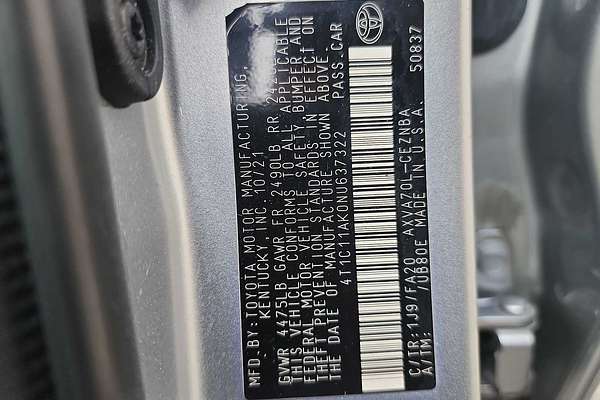 MFD. BY: TOYOTA MOTOR MANUFACTURING,
KENTUCKY, INC. 10/21
GVWR 4475LB GAWR FR 2490LB RR
THIS VEHICLE CONFORMS TO ALL APPLICABLE
FEDERAL MOTOR VEHICLE SAFETY, BUMPER AND
THEFT PREVENTION STANDARDS IN EFFECT ON
THE DATE OF MANUFACTURE SHOWN ABOVE.
4T1C11AK0NU637322 PASS.CAR
C/TR:1J9/FA20 AXVA70L-CEZNBA 50837
A/TM: /UB80E MADE IN U.S.A.